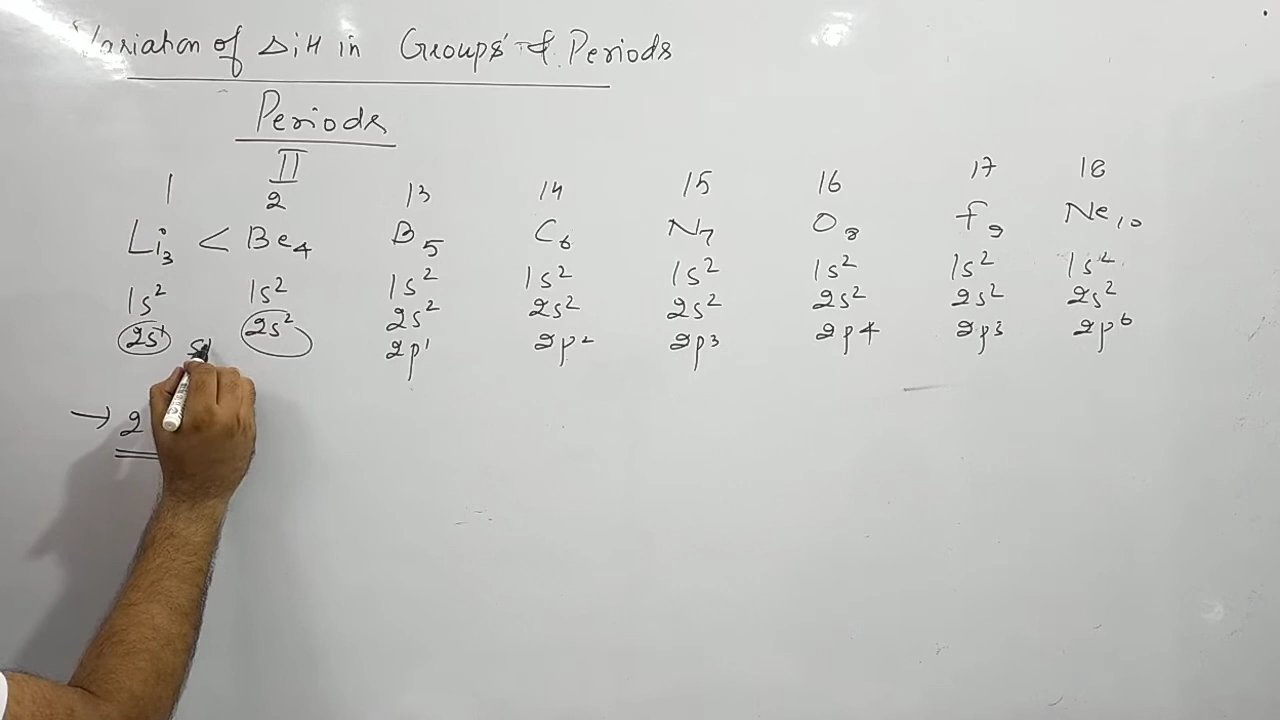 Variation of ΔiH in Groups & Periods
Periods
II
1 2 13 14 15 16 17 18
Li₃ < Be₄ B₅ C₆ N₇ O₈ F₉ Ne₁₀
1s² 1s² 1s² 1s² 1s² 1s² 1s² 1s²
2s¹ 2s² 2s² 2s² 2s² 2s² 2s² 2s²
2p¹ 2p² 2p³ 2p⁴ 2p⁵ 2p⁶
→ 2